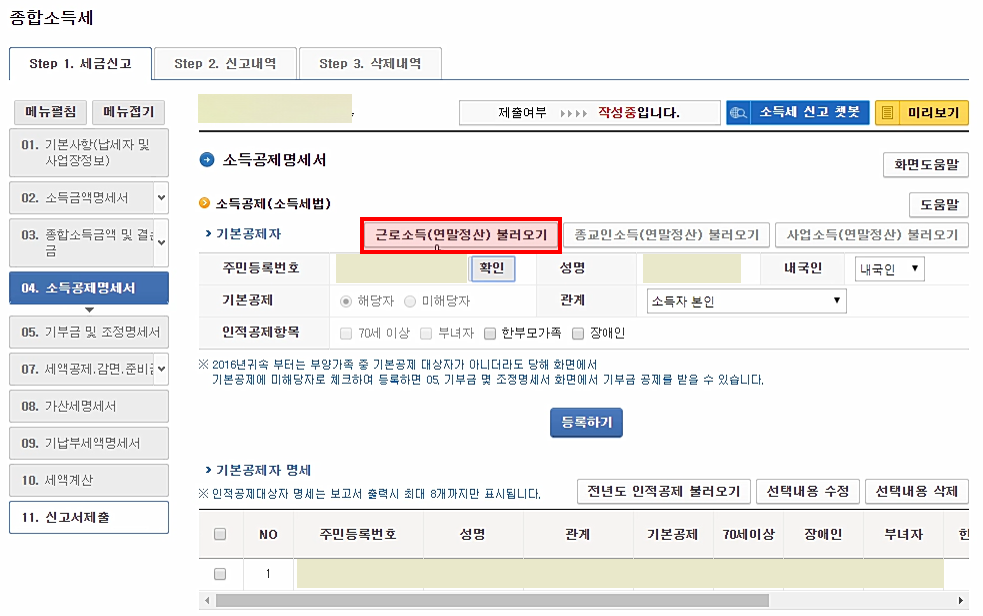 종합소득세
Step 1. 세금신고
Step 2. 신고내역
Step 3. 삭제내역
메뉴펼침
메뉴접기
01. 기본사항(납세자 및
사업장정보)
02. 소득금액명세서
03. 종합소득금액 및 결손
금
04. 소득공제명세서
05. 기부금 및 조정명세서
07. 세액공제.감면.준비금
08. 가산세명세서
09. 기납부세액명세서
10. 세액계산
11. 신고서제출
제출여부
작성중입니다.
소득세 신고 챗봇
미리보기
소득공제명세서
화면도움말
소득공제(소득세법)
도움말
기본공제자
근로소득(연말정산) 불러오기
종교인소득(연말정산) 불러오기
사업소득(연말정산) 불러오기
주민등록번호
확인
성명
내국인
내국인
기본공제
해당자
미해당자
관계
소득자 본인
인적공제항목
70세 이상
부녀자
한부모가족
장애인
※ 2016년귀속 부터는 부양가족 중 기본공제 대상자가 아니더라도 당해 화면에서
기본공제에 미해당자로 체크하여 등록하면 05. 기부금 및 조정명세서 화면에서 기부금 공제를 받을 수 있습니다.
등록하기
기본공제자 명세
※ 인적공제대상자 명세는 보고서 출력시 최대 8개까지만 표시됩니다.
전년도 인적공제 불러오기
선택내용 수정
선택내용 삭제
NO
주민등록번호
성명
관계
기본공제
70세이상
장애인
부녀자
한
1